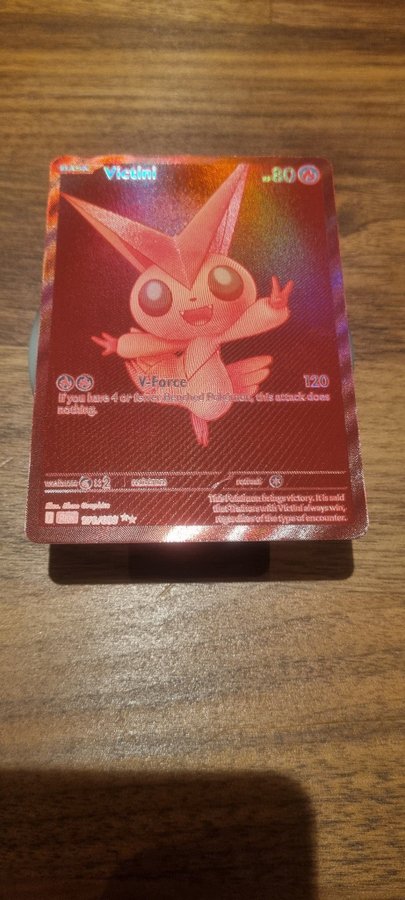 BASIC Victini HP 80
V-Force 120
If you have 4 or fewer Benched Pokémon, this attack does
nothing.
weakness ×2 resistance retreat
This Pokémon brings victory. It is said
that Trainers with Victini always win,
regardless of the type of encounter.
Illus.